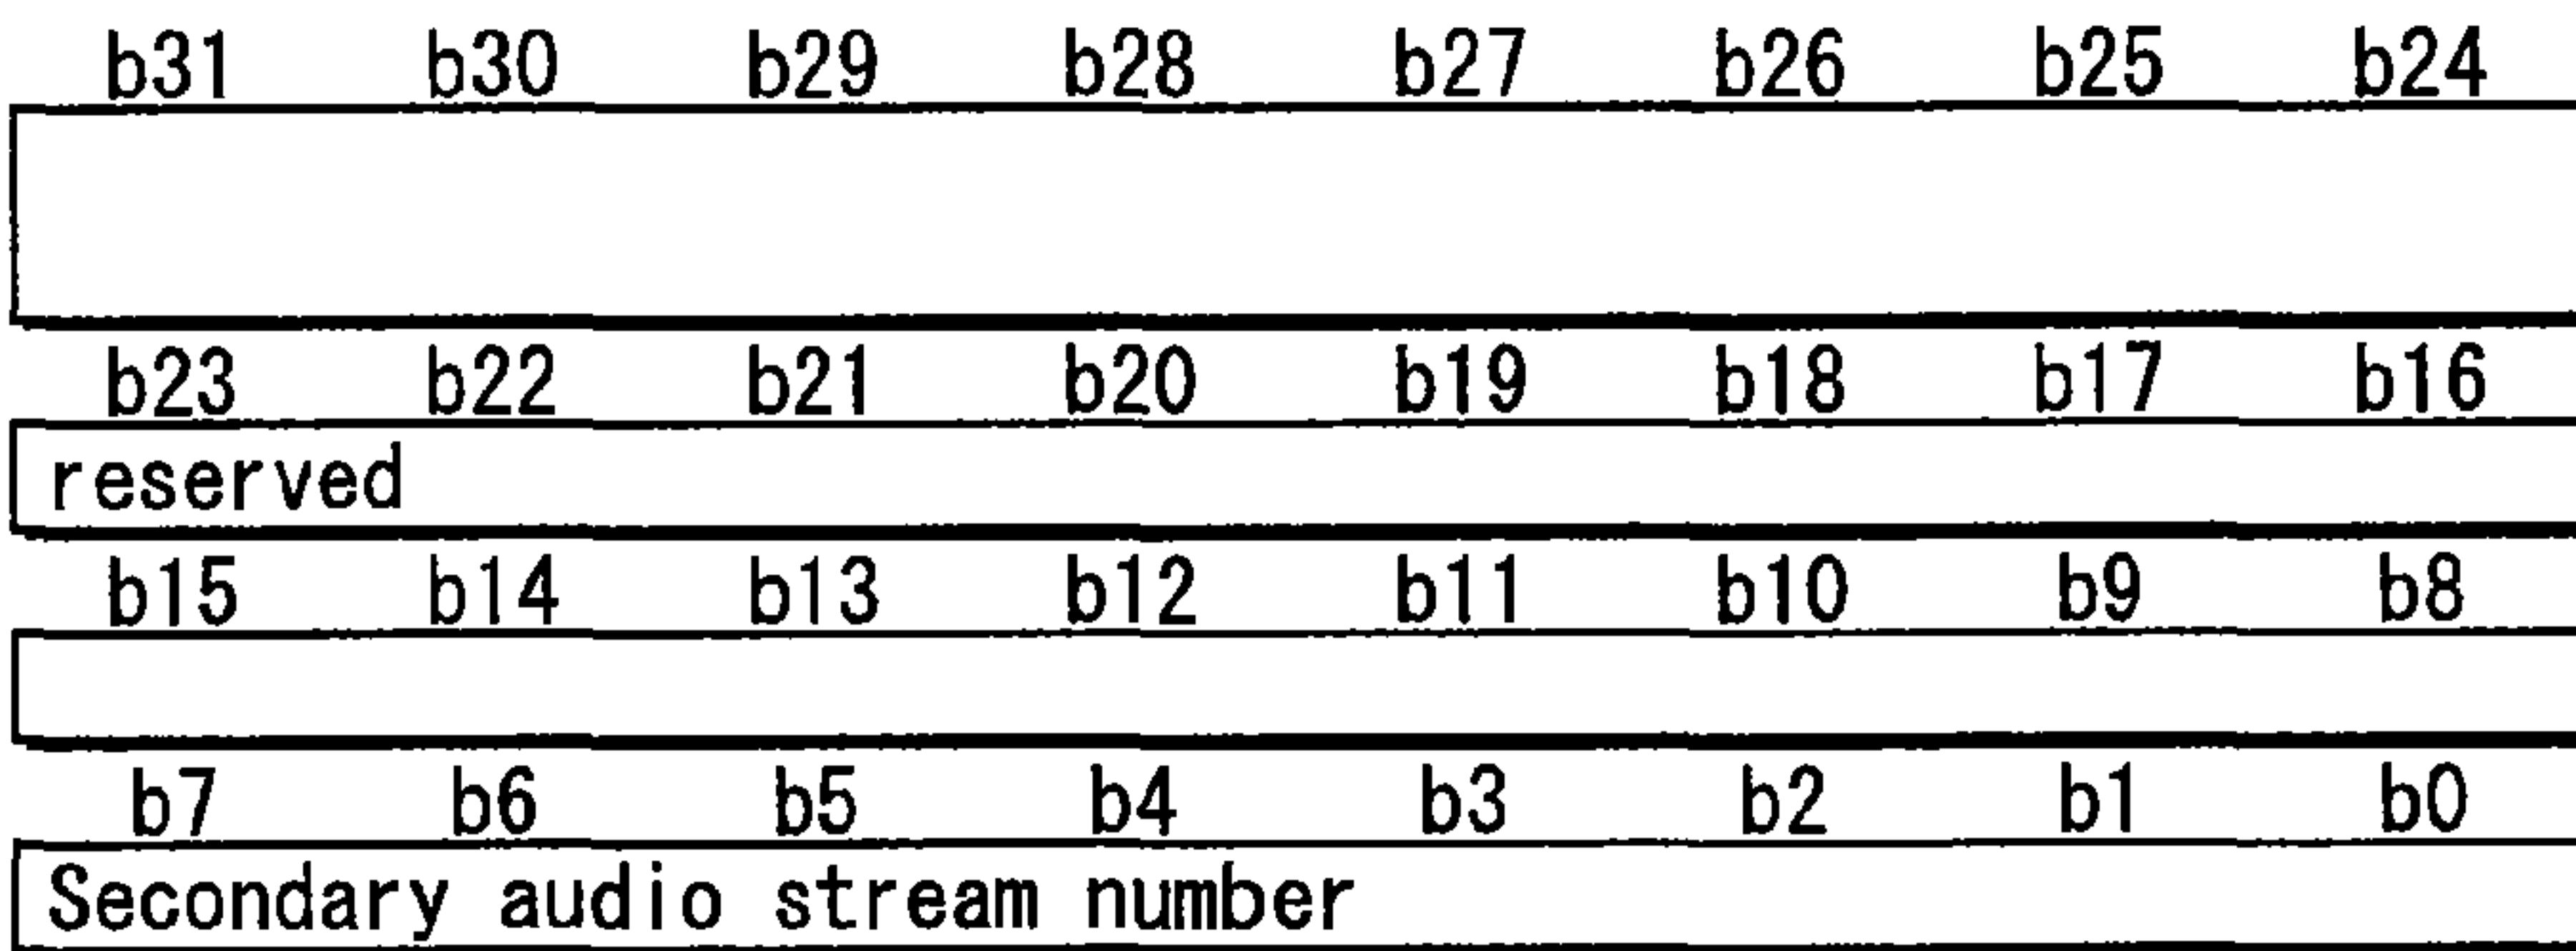 b31 b30 b29 b28 b27 b26 b25 b24
b23 b22 b21 b20 b19 b18 b17 b16
reserved
b15 b14 b13 b12 b11 b10 b9 b8
b7 b6 b5 b4 b3 b2 b1 b0
Secondary audio stream number